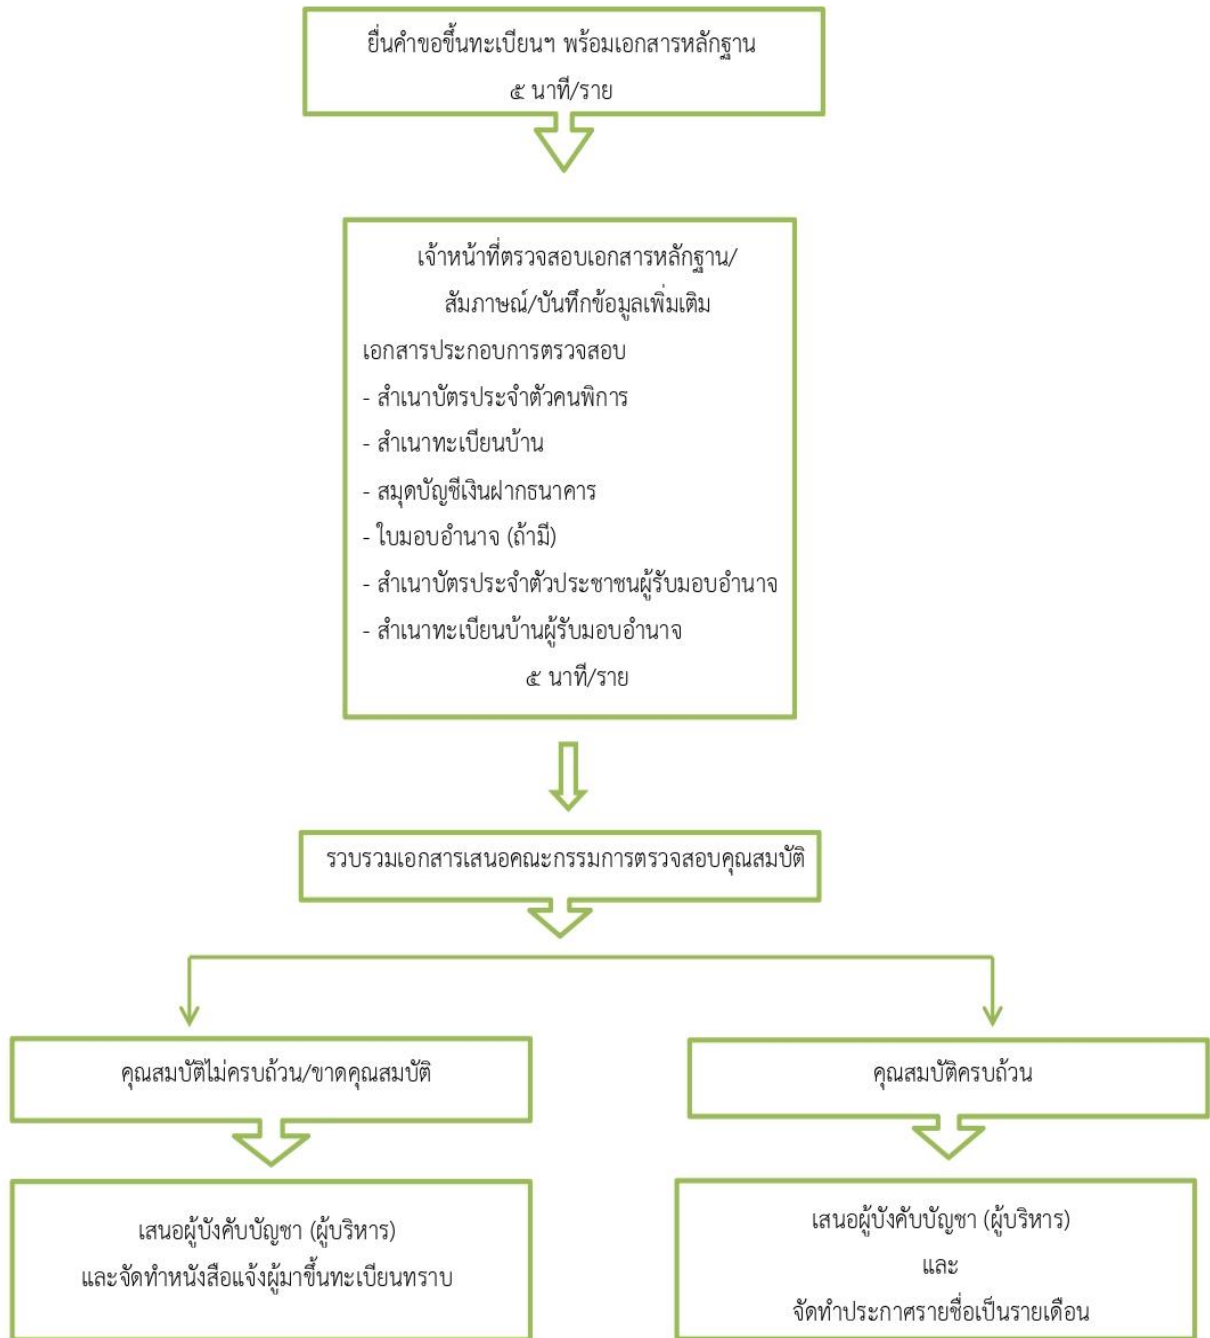 ยื่นคำขอขึ้นทะเบียนฯ พร้อมเอกสารหลักฐาน
๕ นาที/ราย
เจ้าหน้าที่ตรวจสอบเอกสารหลักฐาน/
สัมภาษณ์/บันทึกข้อมูลเพิ่มเติม
เอกสารประกอบการตรวจสอบ
- สำเนาบัตรประจำตัวคนพิการ
- สำเนาทะเบียนบ้าน
- สมุดบัญชีเงินฝากธนาคาร
- ใบมอบอำนาจ (ถ้ามี)
- สำเนาบัตรประจำตัวประชาชนผู้รับมอบอำนาจ
- สำเนาทะเบียนบ้านผู้รับมอบอำนาจ
๕ นาที/ราย
รวบรวมเอกสารเสนอคณะกรรมการตรวจสอบคุณสมบัติ
คุณสมบัติไม่ครบถ้วน/ขาดคุณสมบัติ
เสนอผู้บังคับบัญชา (ผู้บริหาร)
และจัดทำหนังสือแจ้งผู้มาขึ้นทะเบียนทราบ
คุณสมบัติครบถ้วน
เสนอผู้บังคับบัญชา (ผู้บริหาร)
และ
จัดทำประกาศรายชื่อเป็นรายเดือน